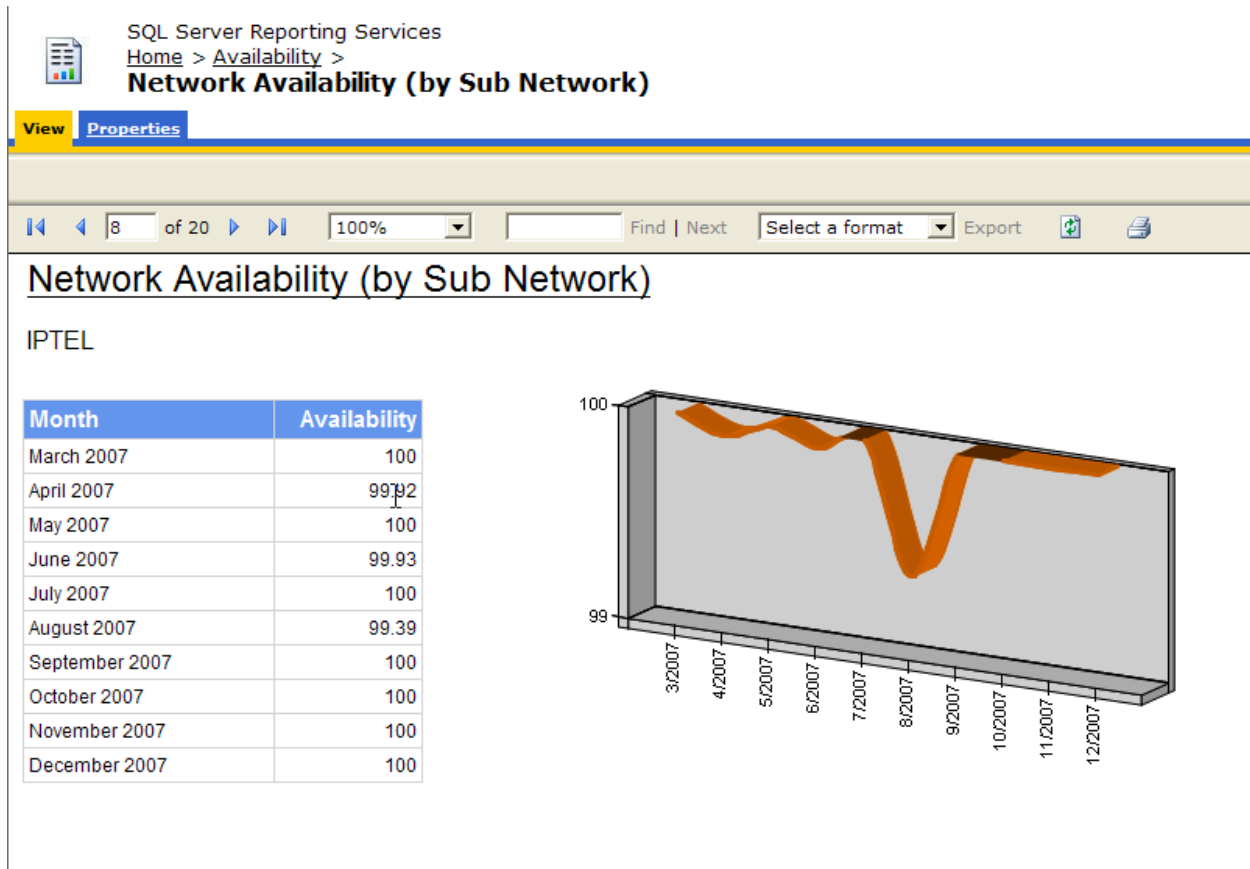 SQL Server Reporting Services
Home > Availability >
Network Availability (by Sub Network)
View Properties
8 of 20 100% Find | Next Select a format Export
Network Availability (by Sub Network)
IPTEL
Month Availability
March 2007 100
April 2007 99.92
May 2007 100
June 2007 99.93
July 2007 100
August 2007 99.39
September 2007 100
October 2007 100
November 2007 100
December 2007 100
100
99
3/2007
4/2007
5/2007
6/2007
7/2007
8/2007
9/2007
10/2007
11/2007
12/2007